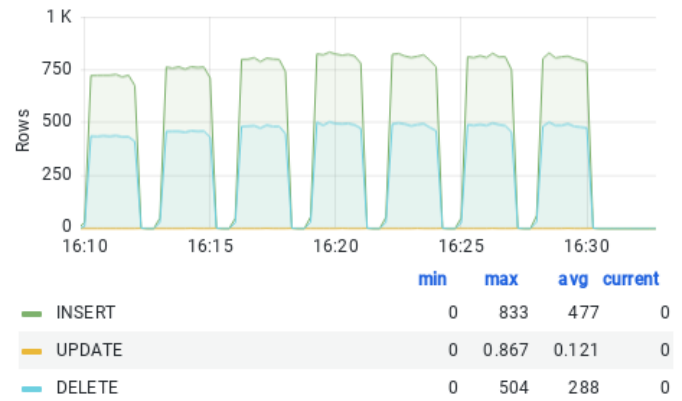 1 K
750
500
250
0
Rows
16:10 16:15 16:20 16:25 16:30
min max avg current
INSERT 0 833 477 0
UPDATE 0 0.867 0.121 0
DELETE 0 504 288 0